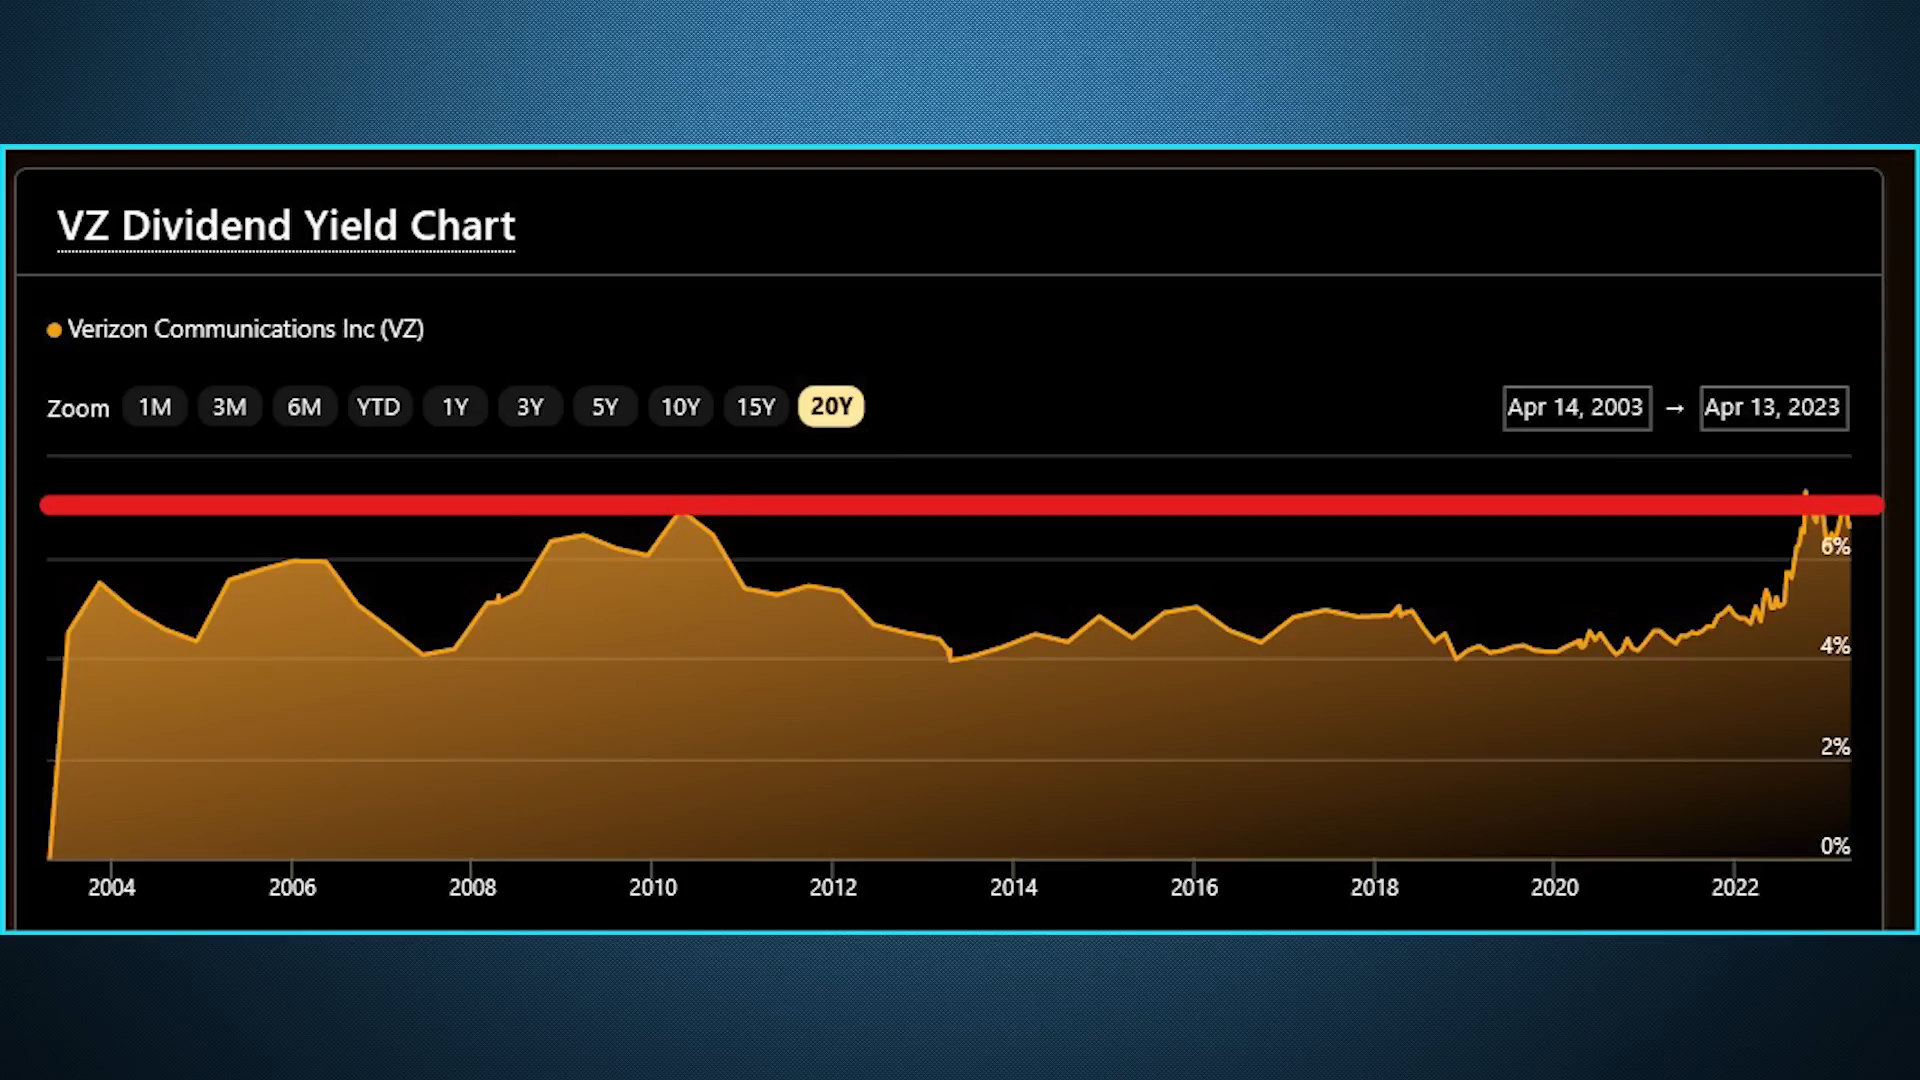 VZ Dividend Yield Chart
Verizon Communications Inc (VZ)
Zoom 1M 3M 6M YTD 1Y 3Y 5Y 10Y 15Y 20Y Apr 14, 2003 → Apr 13, 2023
6%
4%
2%
0%
2004 2006 2008 2010 2012 2014 2016 2018 2020 2022